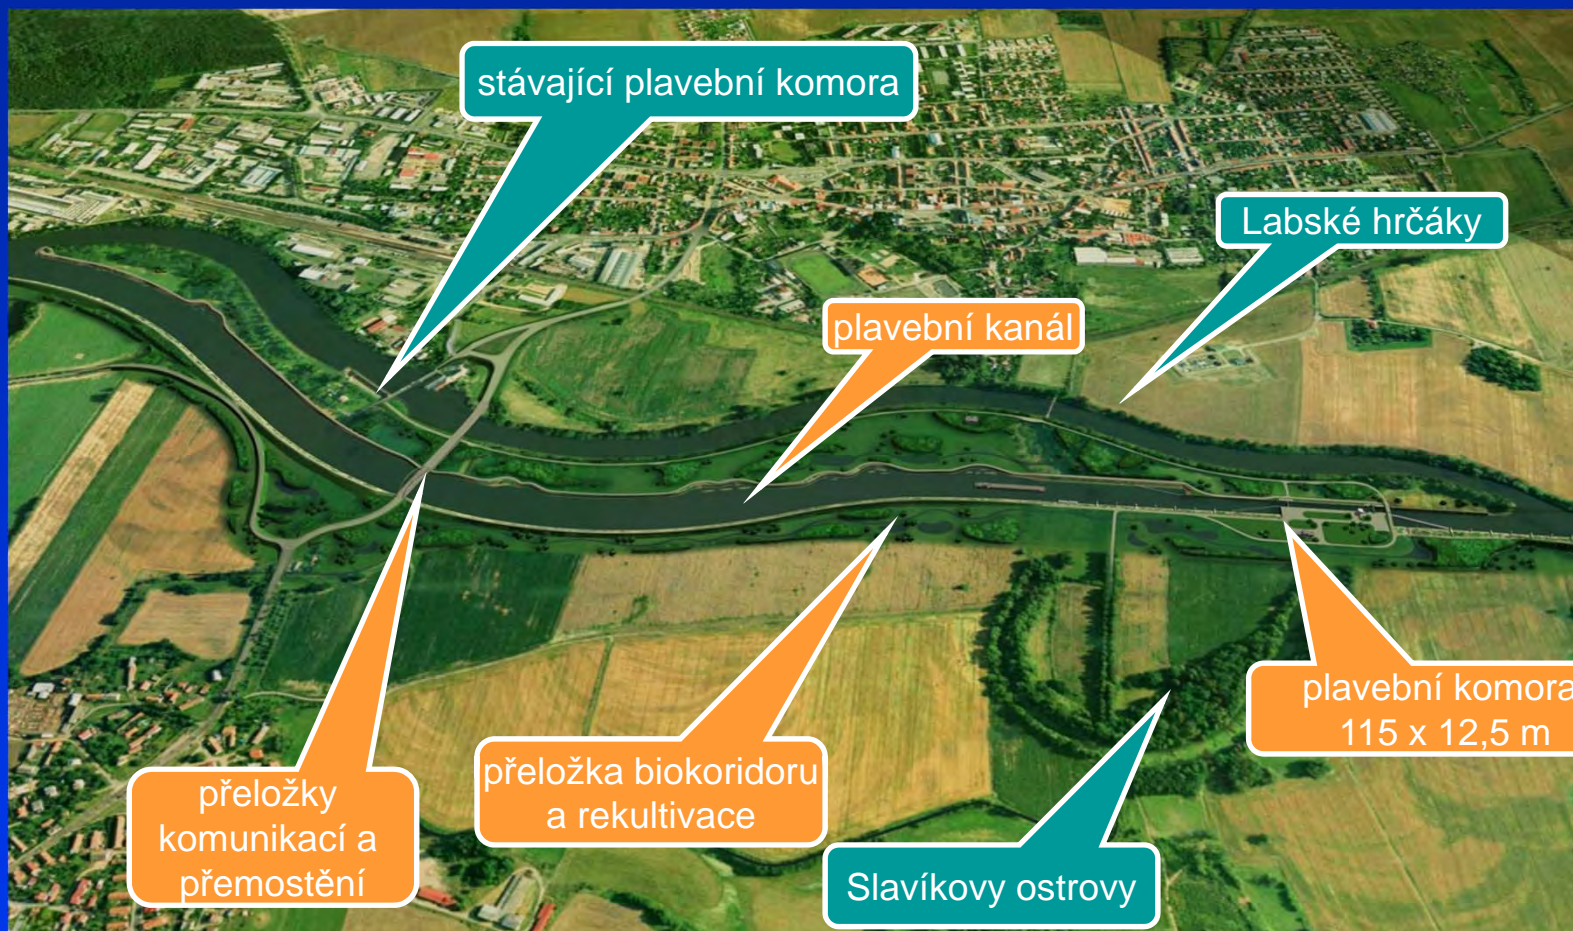 stávající plavební komora
Labské hrčáky
plavební kanál
plavební komora
115 x 12,5 m
přeložka biokoridoru
a rekultivace
přeložky
komunikací a
přemostění
Slavíkovy ostrovy